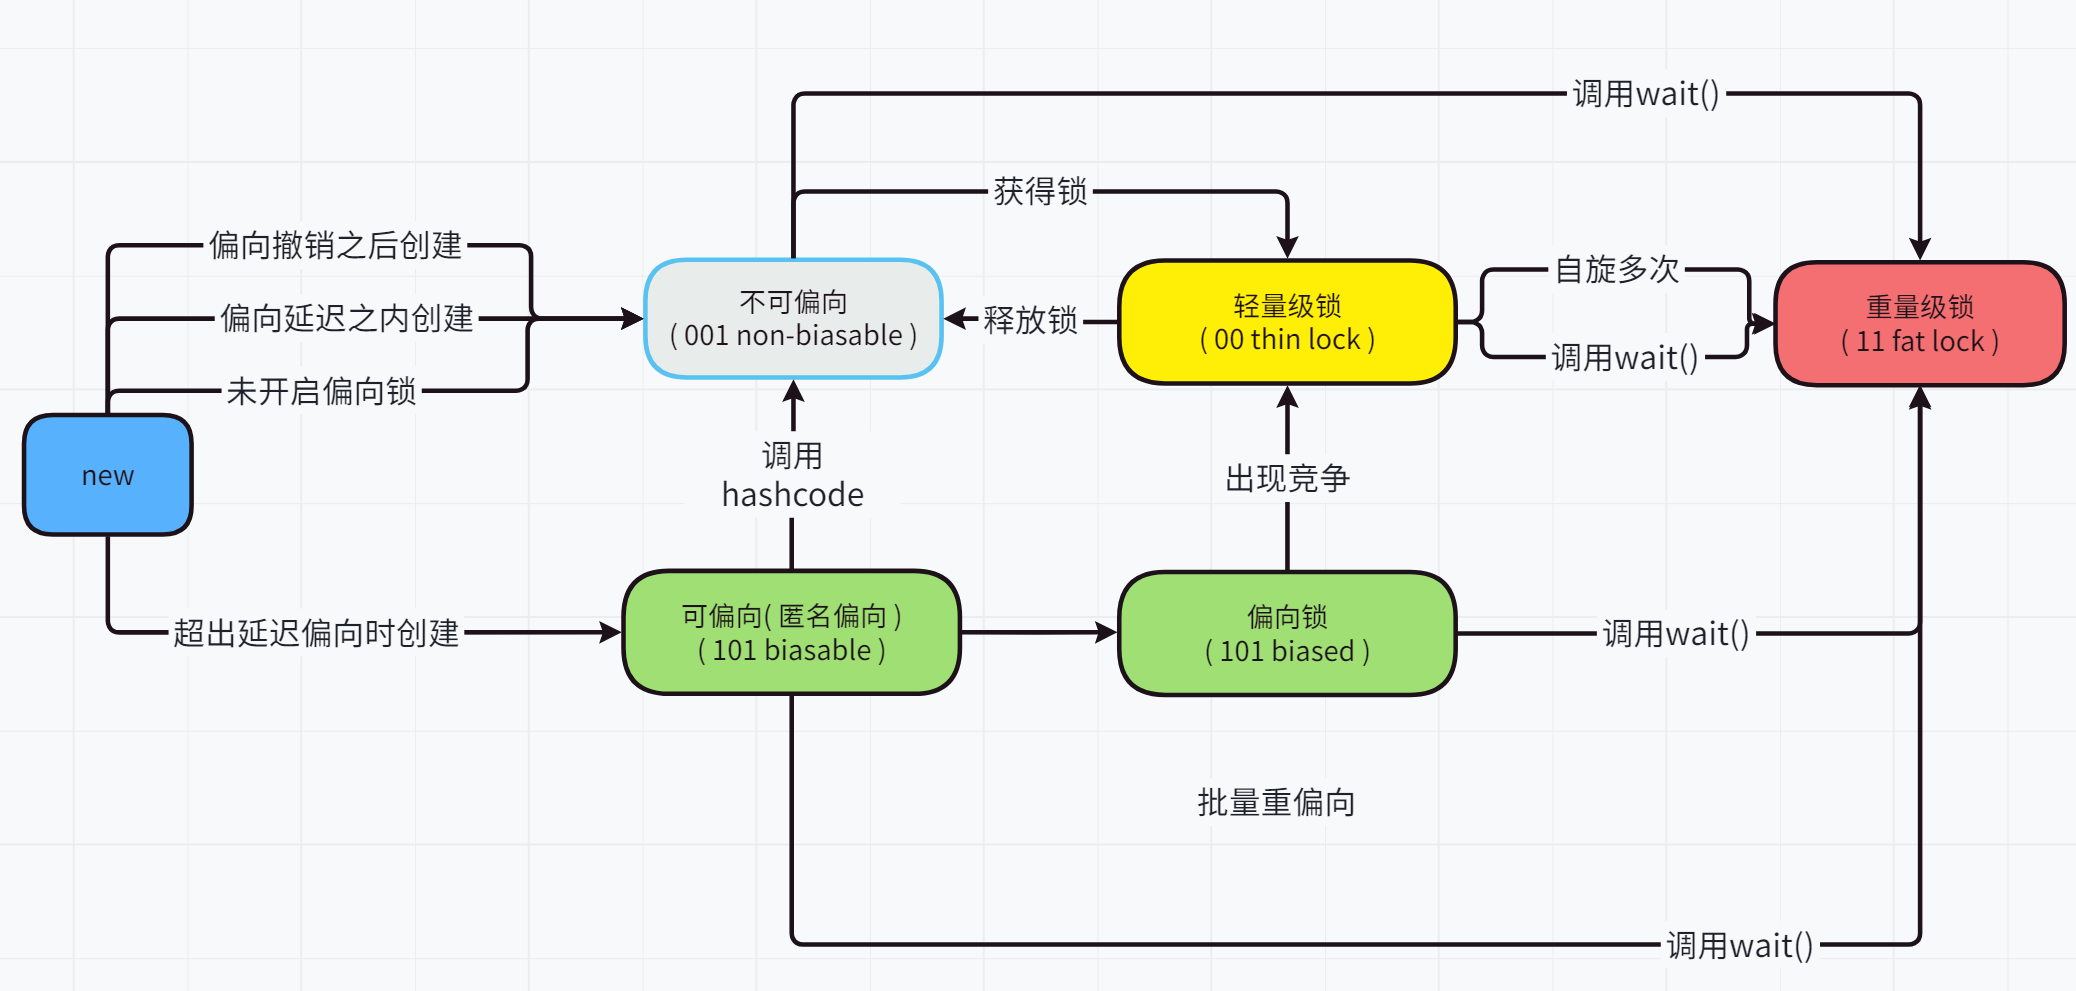 调用wait()
获得锁
偏向撤销之后创建
偏向延迟之内创建
未开启偏向锁
不可偏向
( 001 non-biasable )
释放锁
轻量级锁
( 00 thin lock )
自旋多次
调用wait()
重量级锁
( 11 fat lock )
new
调用
hashcode
出现竞争
超出延迟偏向时创建
可偏向( 匿名偏向 )
( 101 biasable )
偏向锁
( 101 biased )
调用wait()
批量重偏向
调用wait()